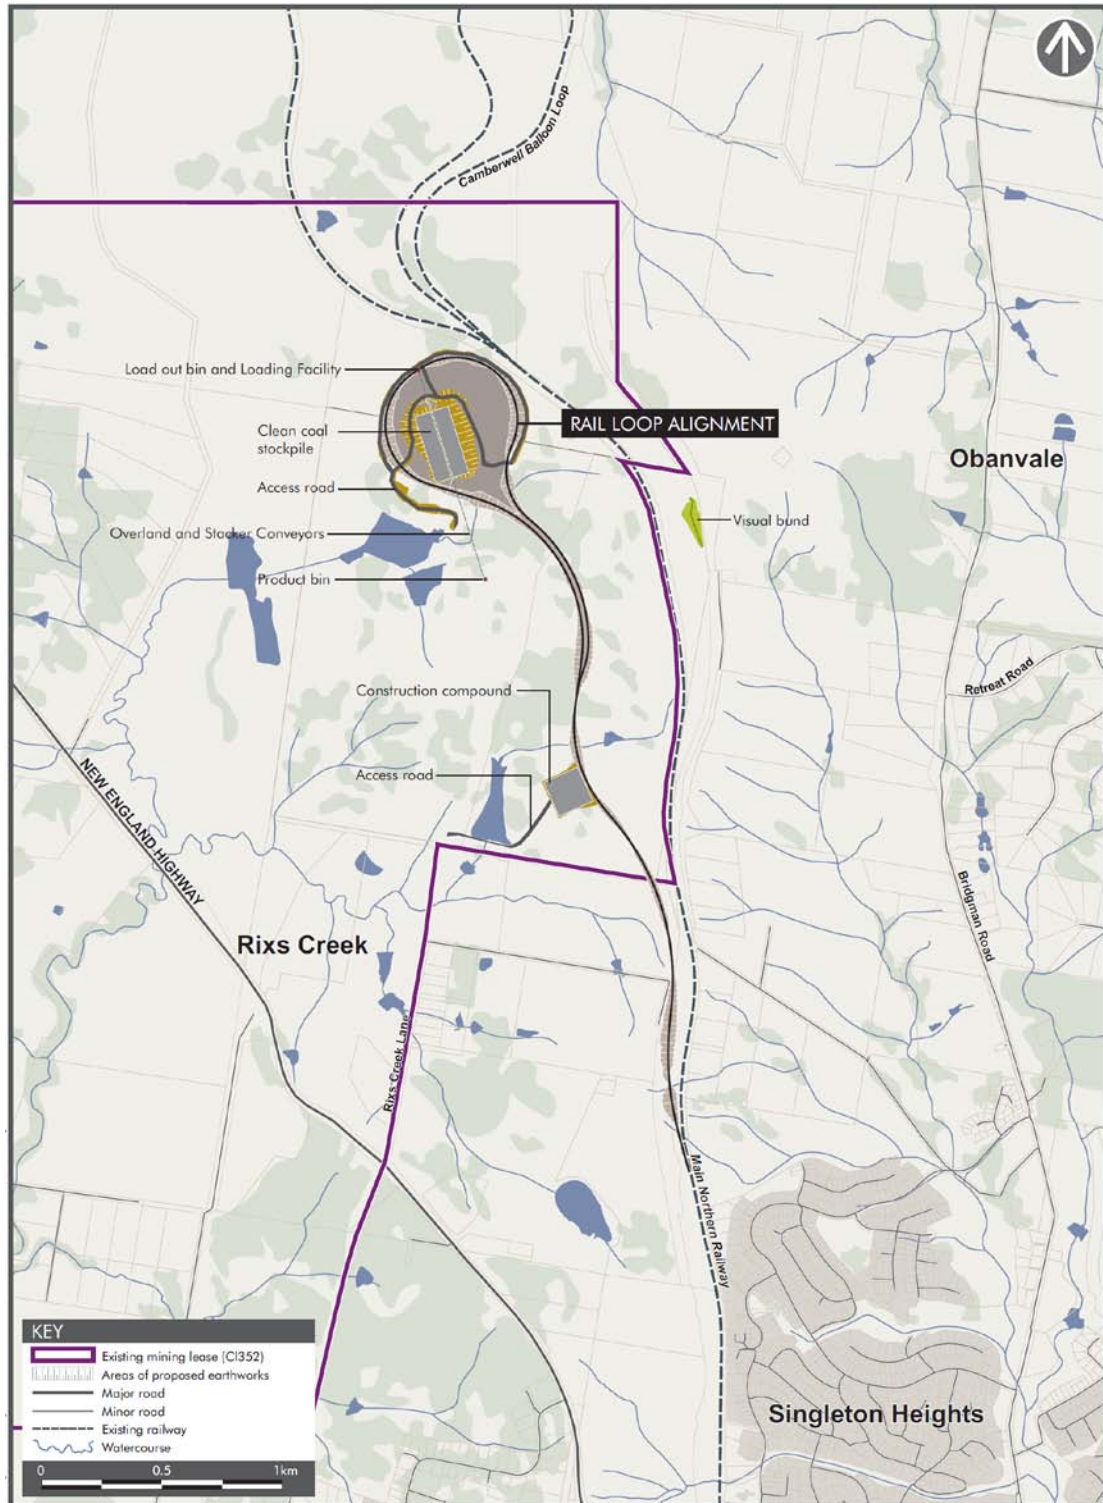 Camberwell Balloon Loop
Load out bin and Loading Facility
RAIL LOOP ALIGNMENT
Clean coal
stockpile
Obanvale
Access road
Visual bund
Overland and Stacker Conveyors
Product bin
Retreat Road
Construction compound
NEW ENGLAND HIGHWAY
Access road
Bridgman Road
Rixs Creek
Rixs Creek Lane
Main Northern Railway
Singleton Heights
KEY
Existing mining lease (Cl352)
Areas of proposed earthworks
Major road
Minor road
Existing railway
Watercourse
0 0.5 1km